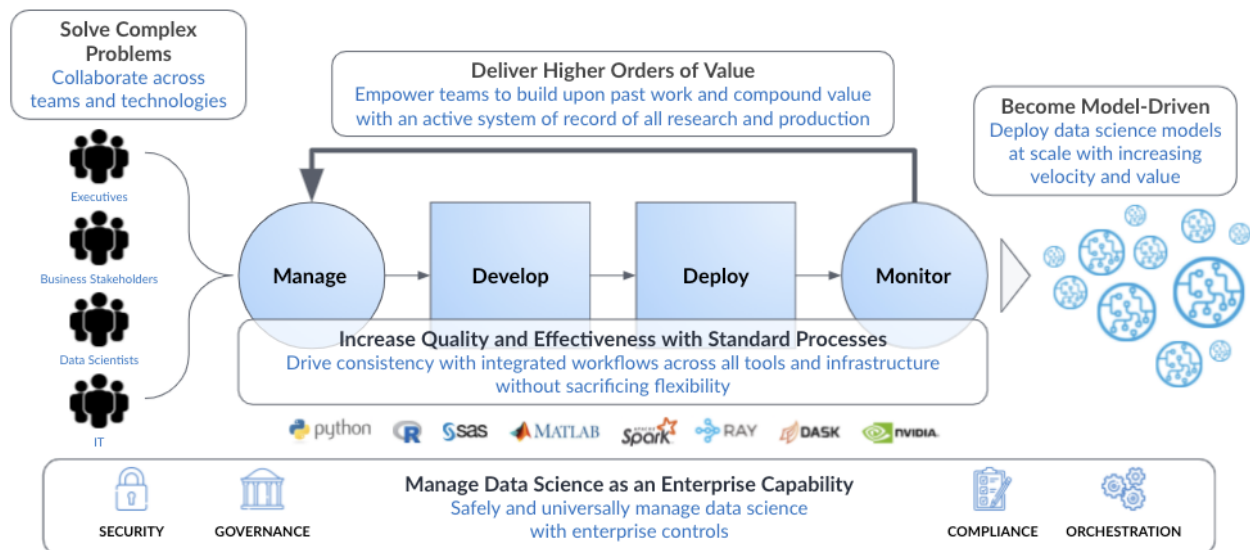 Solve Complex
Problems
Collaborate across
teams and technologies
Deliver Higher Orders of Value
Empower teams to build upon past work and compound value
with an active system of record of all research and production
Become Model-Driven
Deploy data science models
at scale with increasing
velocity and value
Executives
Business Stakeholders
Data Scientists
IT
Manage
Develop
Deploy
Monitor
Increase Quality and Effectiveness with Standard Processes
Drive consistency with integrated workflows across all tools and infrastructure
without sacrificing flexibility
python R sas MATLAB APACHE Spark RAY DASK NVIDIA.
Manage Data Science as an Enterprise Capability
Safely and universally manage data science
with enterprise controls
SECURITY
GOVERNANCE
COMPLIANCE
ORCHESTRATION